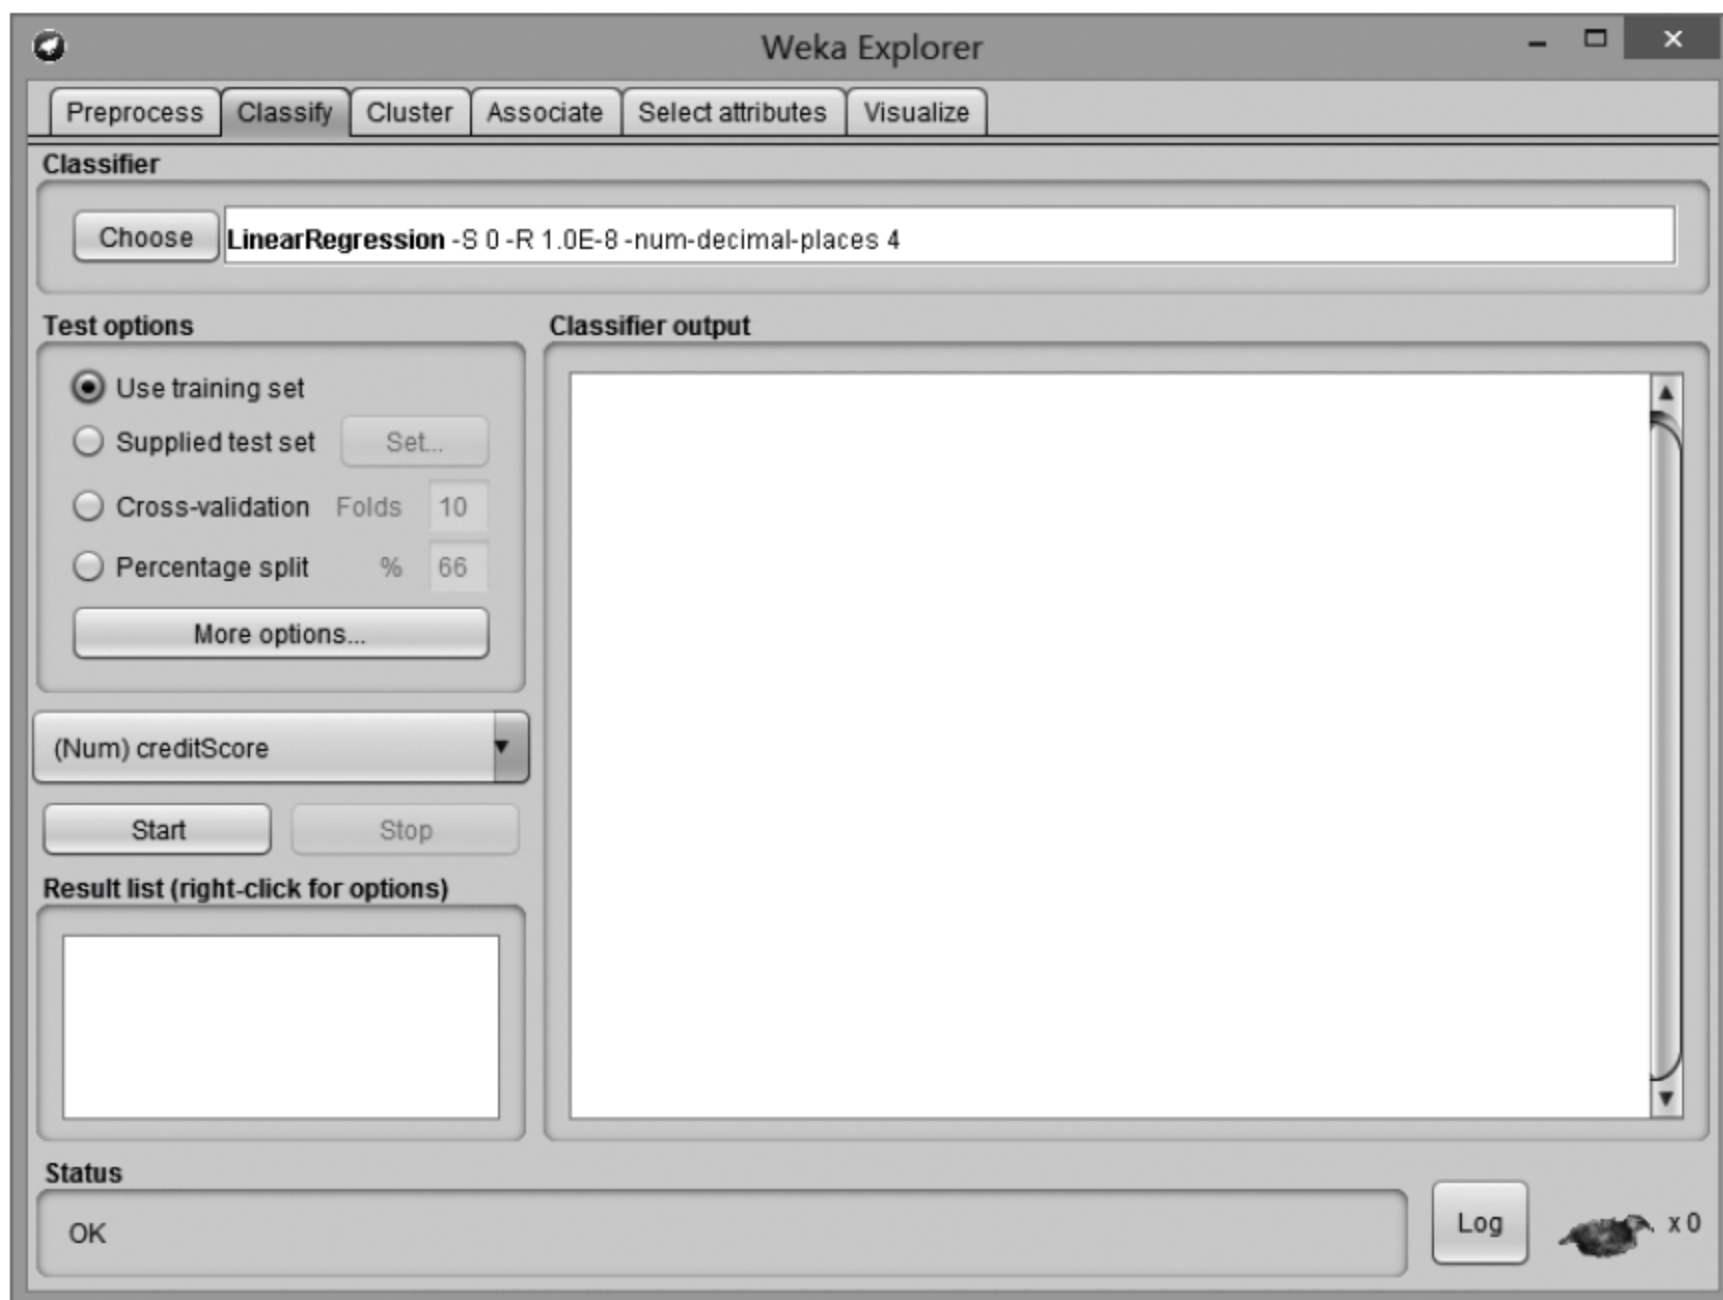 Weka Explorer
Preprocess Classify Cluster Associate Select attributes Visualize
Classifier
Choose LinearRegression -S 0 -R 1.0E-8 -num-decimal-places 4
Test options
Use training set
Supplied test set Set...
Cross-validation Folds 10
Percentage split % 66
More options...
(Num) creditScore
Start Stop
Result list (right-click for options)
Classifier output
Status
OK
Log x 0